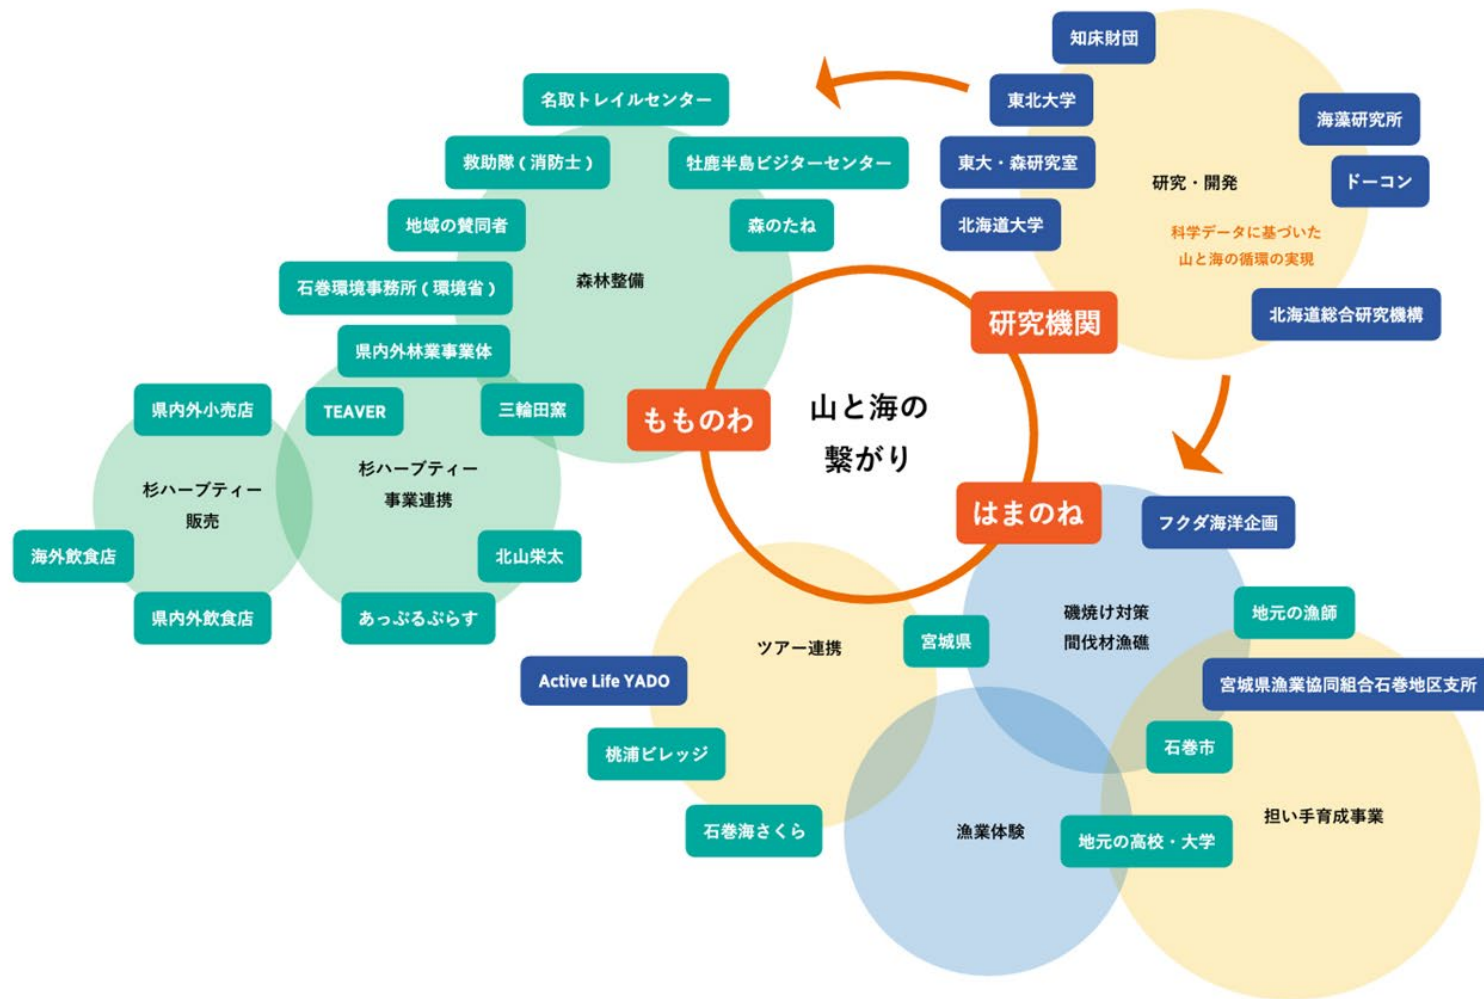 知床財団
名取トレイルセンター
東北大学
海藻研究所
救助隊 ( 消防士 )
牡鹿半島ビジターセンター
東大・森研究室
研究・開発
ドーコン
地域の賛同者
森のたね
北海道大学
科学データに基づいた
山と海の循環の実現
石巻環境事務所 ( 環境省 )
森林整備
研究機関
北海道総合研究機構
県内外林業事業体
県内外小売店
TEAVER
三輪田窯
もものわ
山と海の
繋がり
杉ハーブティー
販売
杉ハーブティー
事業連携
はまのね
フクダ海洋企画
海外飲食店
北山栄太
県内外飲食店
あっぷるぷらす
ツアー連携
宮城県
磯焼け対策
間伐材漁礁
地元の漁師
Active Life YADO
宮城県漁業協同組合石巻地区支所
桃浦ビレッジ
石巻市
石巻海さくら
漁業体験
地元の高校・大学
担い手育成事業